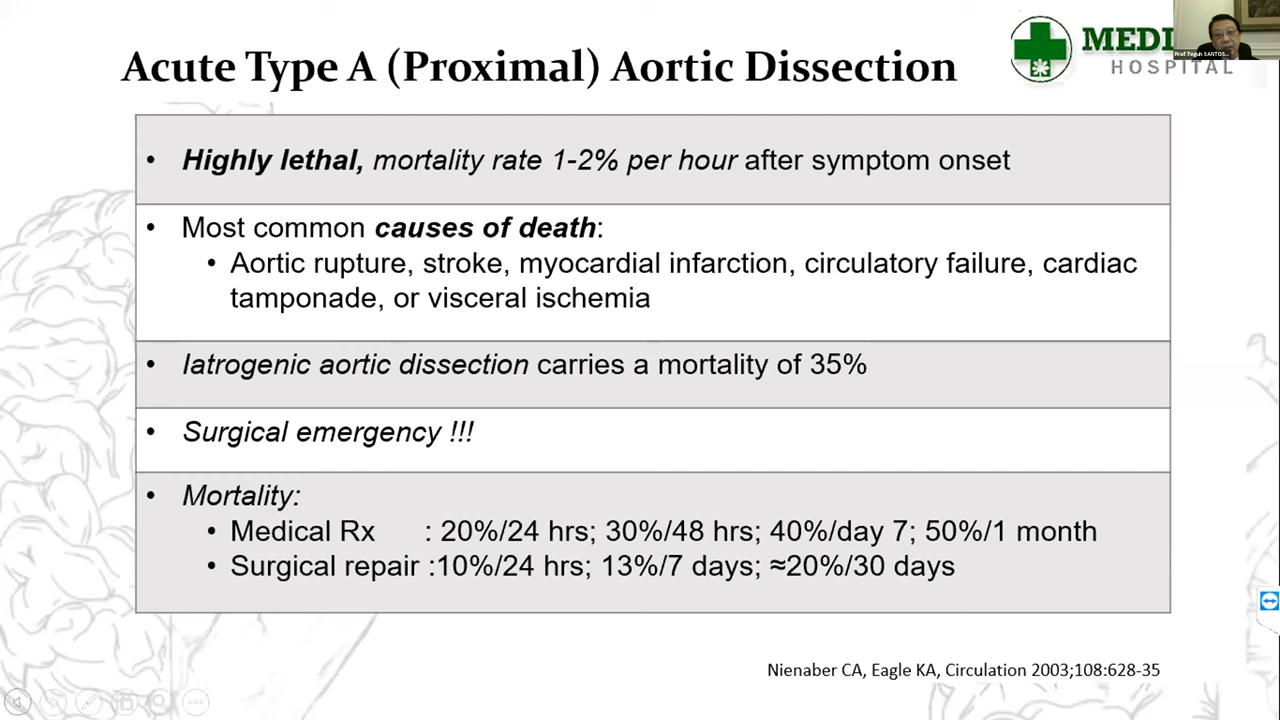 Acute Type A (Proximal) Aortic Dissection
MEDI
HOSPITAL
Prof Teguh SANTOS...
• Highly lethal, mortality rate 1-2% per hour after symptom onset
• Most common causes of death:
• Aortic rupture, stroke, myocardial infarction, circulatory failure, cardiac
tamponade, or visceral ischemia
• Iatrogenic aortic dissection carries a mortality of 35%
• Surgical emergency !!!
• Mortality:
• Medical Rx : 20%/24 hrs; 30%/48 hrs; 40%/day 7; 50%/1 month
• Surgical repair :10%/24 hrs; 13%/7 days; ≈20%/30 days
Nienaber CA, Eagle KA, Circulation 2003;108:628-35